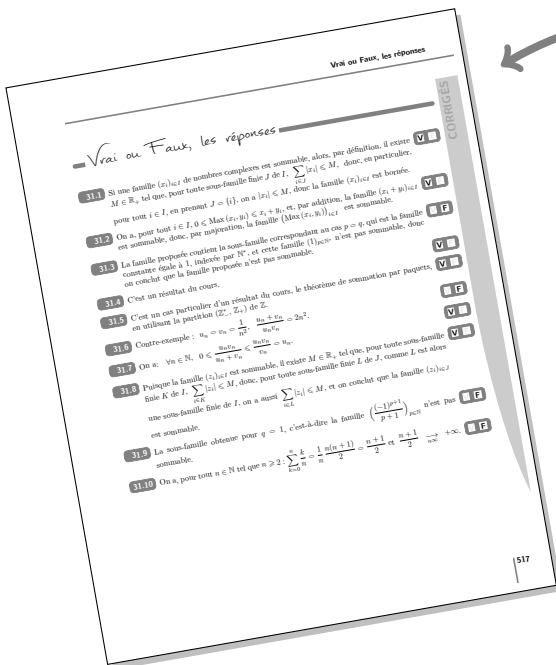 Vrai ou Faux, les réponses
CORRIGÉS
Vrai ou Faux, les réponses
31.1 Si une famille (x_i)_{i∈I} de nombres complexes est sommable, alors, par définition, il existe V
M ∈ ℝ₊ tel que, pour toute sous-famille finie J de I, ∑_{i∈J} |x_i| ⩽ M, donc, en particulier,
pour tout i ∈ I, en prenant J = {i}, on a |x_i| ⩽ M, donc la famille (x_i)_{i∈I} est bornée.
31.2 On a, pour tout i ∈ I, 0 ⩽ Max (x_i, y_i) ⩽ x_i + y_i, et, par addition, la famille (x_i + y_i)_{i∈I} V
est sommable, donc, par majoration, la famille (Max (x_i, y_i))_{i∈I} est sommable.
31.3 La famille proposée contient la sous-famille correspondant au cas p = q, qui est la famille F
constante égale à 1, indexée par ℕ*, et cette famille (1)_{p∈ℕ*} n'est pas sommable, donc
on conclut que la famille proposée n'est pas sommable.
31.4 C'est un résultat du cours. V
31.5 C'est un cas particulier d'un résultat du cours, le théorème de sommation par paquets, V
en utilisant la partition (ℤ*₋, ℤ₊) de ℤ.
31.6 Contre-exemple : u_n = v_n = 1/n², (u_n + v_n)/(u_n v_n) = 2n². F
31.7 On a: ∀n ∈ ℕ, 0 ⩽ (u_n v_n)/(u_n + v_n) ⩽ (u_n v_n)/v_n = u_n. V
31.8 Puisque la famille (z_i)_{i∈I} est sommable, il existe M ∈ ℝ₊ tel que, pour toute sous-famille V
finie K de I, ∑_{i∈K} |z_i| ⩽ M, donc, pour toute sous-famille finie L de J, comme L est alors
une sous-famille finie de I, on a aussi ∑_{i∈L} |z_i| ⩽ M, et on conclut que la famille (z_i)_{i∈J}
est sommable.
31.9 La sous-famille obtenue pour q = 1, c'est-à-dire la famille ((-1)^{p+1}/(p + 1))_{p∈ℕ} n'est pas F
sommable.
31.10 On a, pour tout n ∈ ℕ tel que n ⩾ 2 : ∑_{k=0}^{n} k/n = 1/n n(n + 1)/2 = (n + 1)/2 et (n + 1)/2 →_{n∞} +∞. F
517